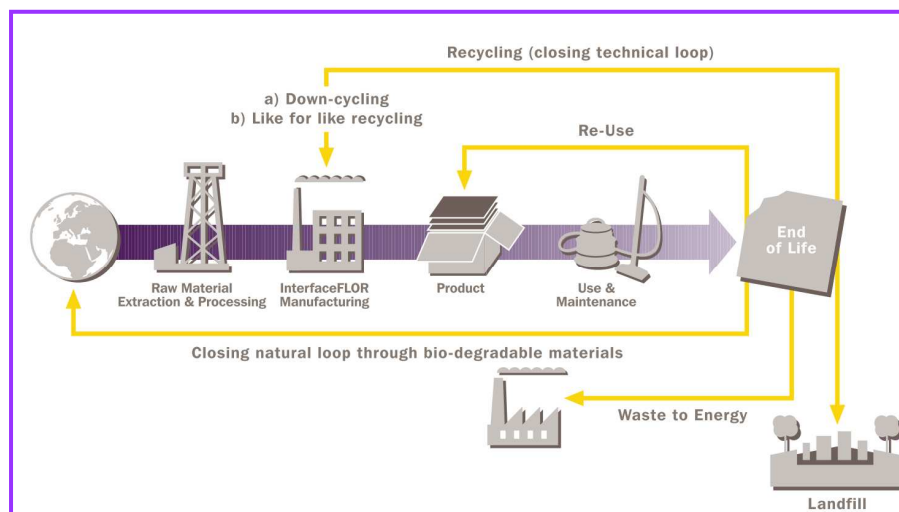 Recycling (closing technical loop)
a) Down-cycling
b) Like for like recycling
Re-Use
End
of Life
Raw Material
Extraction & Processing
InterfaceFLOR
Manufacturing
Product
Use &
Maintenance
Closing natural loop through bio-degradable materials
Waste to Energy
Landfill